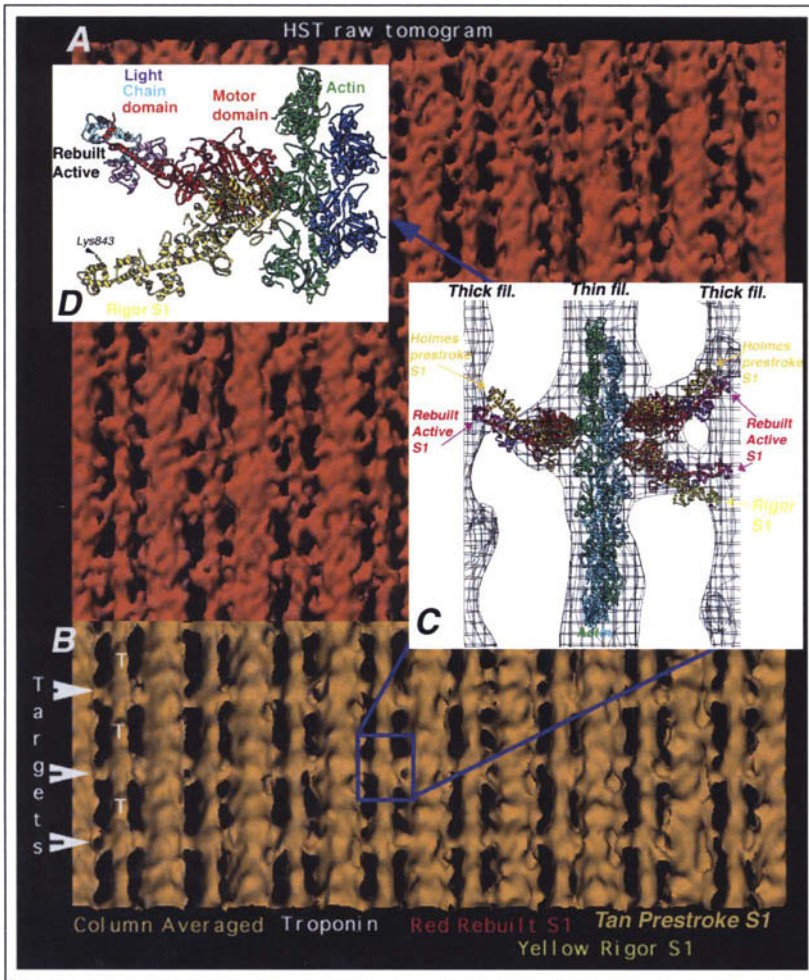 HST raw tomogram
A
Light
Chain
domain
Motor
domain
Actin
Rebuilt
Active
Lys843
Rigor S1
D
Thick fil.
Thin fil.
Thick fil.
Holmes
prestroke
S1
Holmes
prestroke
S1
Rebuilt
Active
S1
Rebuilt
Active
S1
Rigor
S1
C
B
T
T
T
Targets
Column Averaged
Troponin
Red Rebuilt S1
Tan Prestroke S1
Yellow Rigor S1